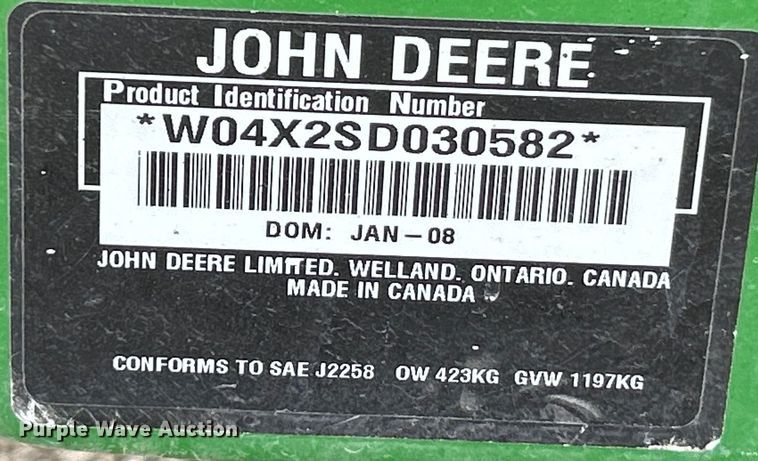 JOHN DEERE
Product Identification Number
*W04X2SD030582*
DOM: JAN-08
JOHN DEERE LIMITED. WELLAND. ONTARIO. CANADA
MADE IN CANADA
CONFORMS TO SAE J2258 OW 423KG GVW 1197KG
Purple Wave Auction